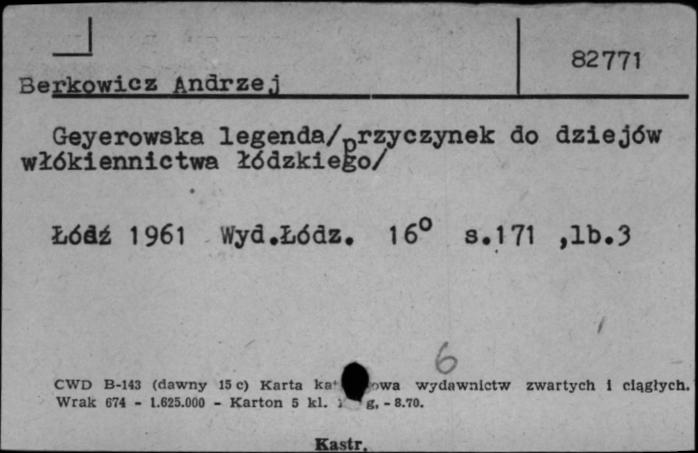 82771
Berkowicz Andrzej
Geyerowska legenda/przyczynek do dziejów
włókiennictwa łódzkiego/
Łódź 1961 Wyd.Łódz. 16° s.171 ,lb.3
6
CWD B-143 (dawny 15 c) Karta wydawnictw zwartych i ciągłych.
Wrak 674 - 1.625.000 - Karton 5 kl. g, - 8.70.
Kastr.